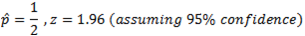 p̂ = 1/2 , z = 1.96 (assuming 95% confidence)